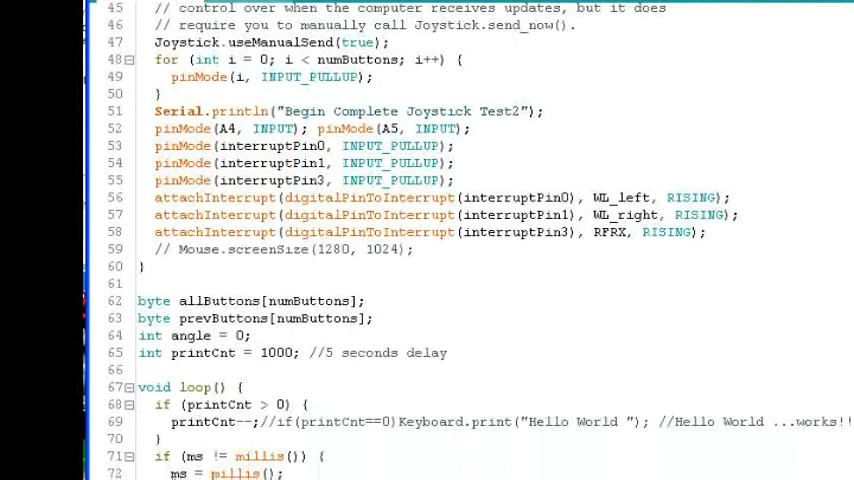 45 // control over when the computer receives updates, but it does
46 // require you to manually call Joystick.send_now().
47 Joystick.useManualSend(true);
48 for (int i = 0; i < numButtons; i++) {
49 pinMode(i, INPUT_PULLUP);
50 }
51 Serial.println("Begin Complete Joystick Test2");
52 pinMode(A4, INPUT); pinMode(A5, INPUT);
53 pinMode(interruptPin0, INPUT_PULLUP);
54 pinMode(interruptPin1, INPUT_PULLUP);
55 pinMode(interruptPin3, INPUT_PULLUP);
56 attachInterrupt(digitalPinToInterrupt(interruptPin0), WL_left, RISING);
57 attachInterrupt(digitalPinToInterrupt(interruptPin1), WL_right, RISING);
58 attachInterrupt(digitalPinToInterrupt(interruptPin3), RFRX, RISING);
59 // Mouse.screenSize(1280, 1024);
60 }
61
62 byte allButtons[numButtons];
63 byte prevButtons[numButtons];
64 int angle = 0;
65 int printCnt = 1000; //5 seconds delay
66
67 void loop() {
68 if (printCnt > 0) {
69 printCnt--;//if(printCnt==0)Keyboard.print("Hello World "); //Hello World ...works!!
70 }
71 if (ms != millis()) {
72 ms = millis();